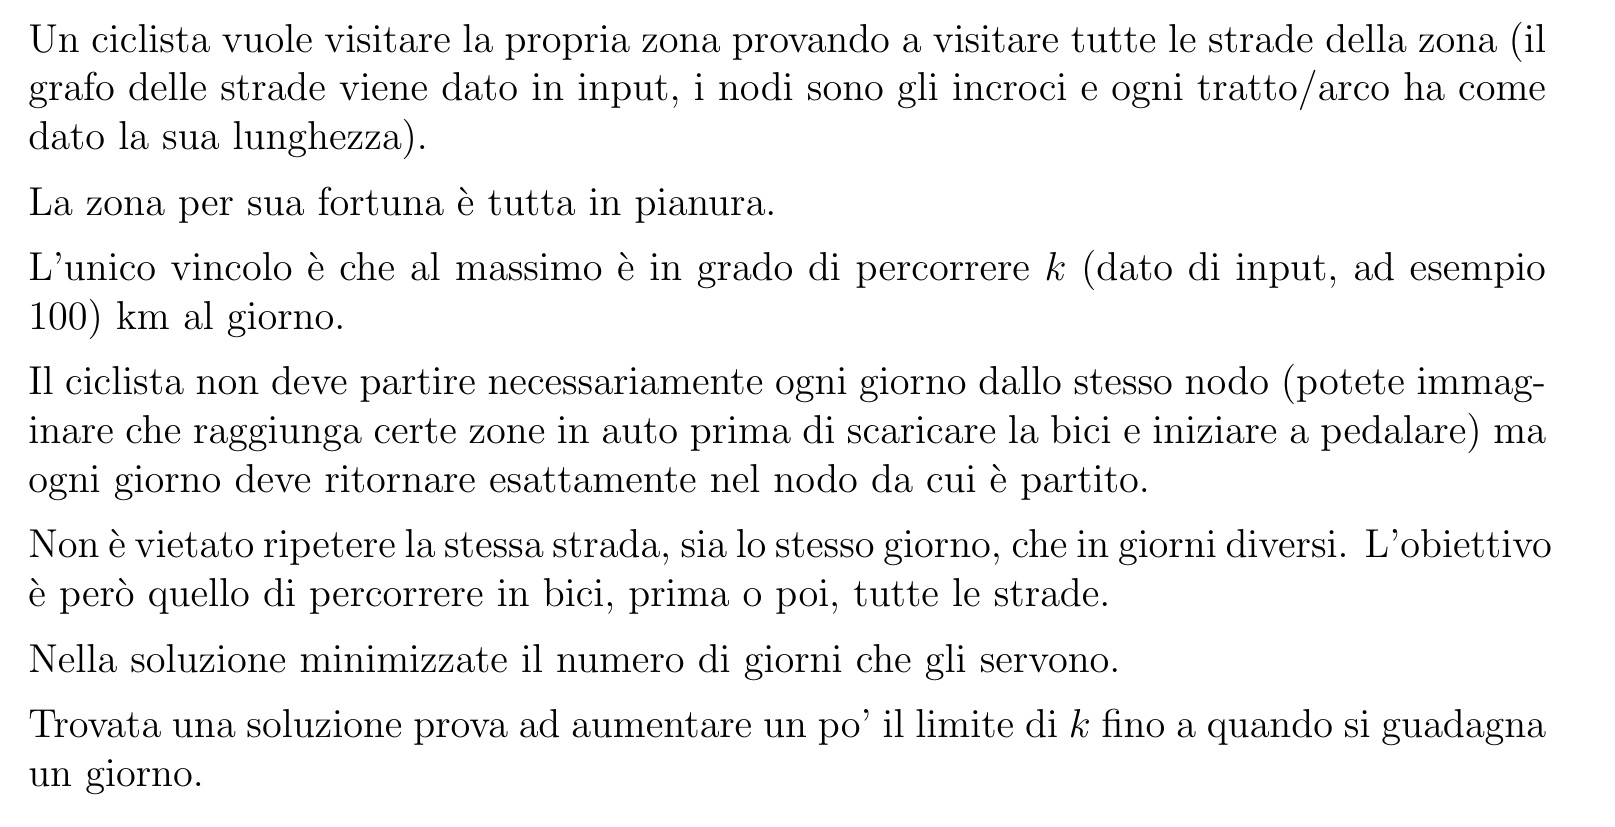 Un ciclista vuole visitare la propria zona provando a visitare tutte le strade della zona (il
grafo delle strade viene dato in input, i nodi sono gli incroci e ogni tratto/arco ha come
dato la sua lunghezza).
La zona per sua fortuna è tutta in pianura.
L'unico vincolo è che al massimo è in grado di percorrere k (dato di input, ad esempio
100) km al giorno.
Il ciclista non deve partire necessariamente ogni giorno dallo stesso nodo (potete immag-
inare che raggiunga certe zone in auto prima di scaricare la bici e iniziare a pedalare) ma
ogni giorno deve ritornare esattamente nel nodo da cui è partito.
Non è vietato ripetere la stessa strada, sia lo stesso giorno, che in giorni diversi. L'obiettivo
è però quello di percorrere in bici, prima o poi, tutte le strade.
Nella soluzione minimizzate il numero di giorni che gli servono.
Trovata una soluzione prova ad aumentare un po' il limite di k fino a quando si guadagna
un giorno.